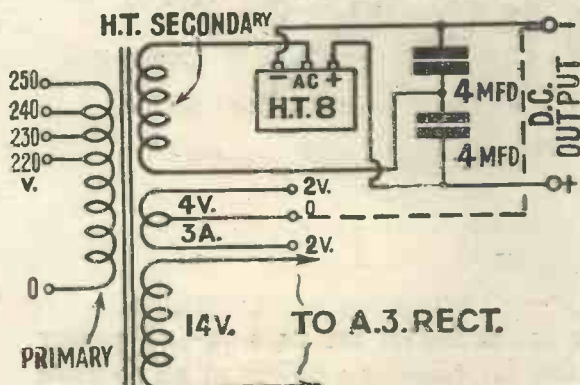 H.T. SECONDARY
250
240
230
220
V.
0
PRIMARY
− AC +
H.T. 8
4 MFD
4 MFD
−
D.C.
OUTPUT
+
4V.
3A.
2V.
0
2V.
14V.
TO A.3. RECT.